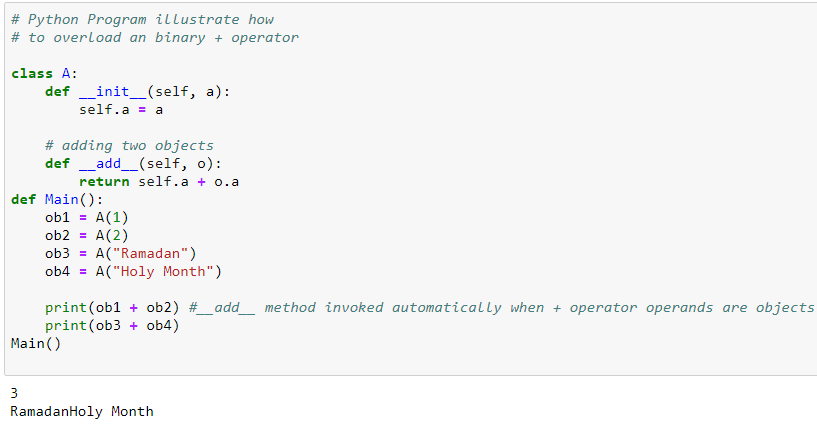 # Python Program illustrate how
# to overload an binary + operator
class A:
    def __init__(self, a):
        self.a = a
    # adding two objects
    def __add__(self, o):
        return self.a + o.a
def Main():
    ob1 = A(1)
    ob2 = A(2)
    ob3 = A("Ramadan")
    ob4 = A("Holy Month")
    print(ob1 + ob2) #__add__ method invoked automatically when + operator operands are objects
    print(ob3 + ob4)
Main()
3
RamadanHoly Month